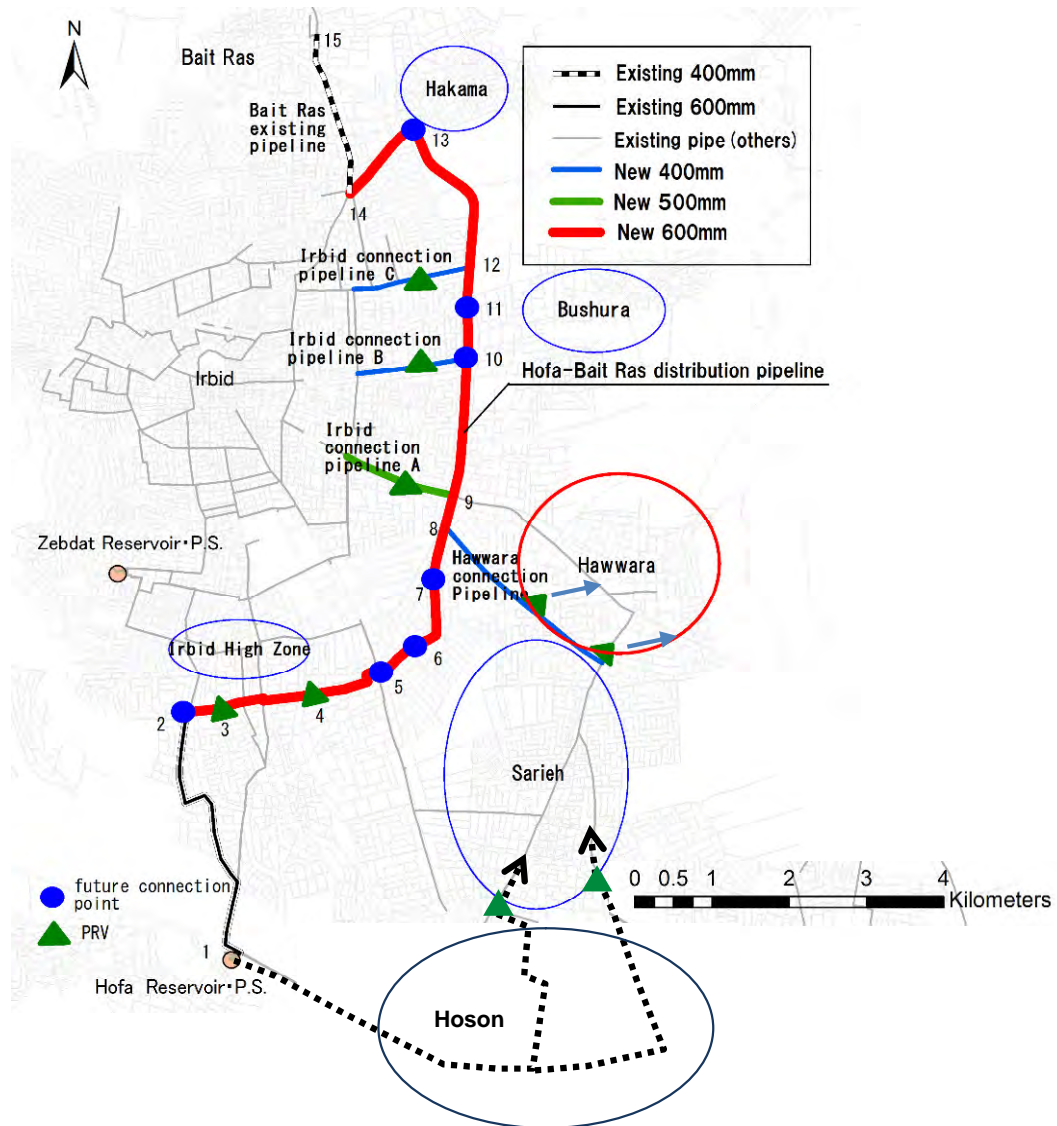 N
15
Bait Ras
Hakama
Bait Ras
existing
pipeline
13
14
Existing 400mm
Existing 600mm
Existing pipe (others)
New 400mm
New 500mm
New 600mm
Irbid connection
pipeline C
12
11
Bushura
Irbid connection
pipeline B
10
Irbid
Hofa-Bait Ras distribution pipeline
Irbid
connection
pipeline A
9
8
Zebdat Reservoir・P.S.
Hawwara
connection
Pipeline
Hawwara
7
Irbid High Zone
6
5
2
3
4
Sarieh
future connection
point
PRV
0 0.5 1 2 3 4
Kilometers
1
Hofa Reservoir・P.S.
Hoson